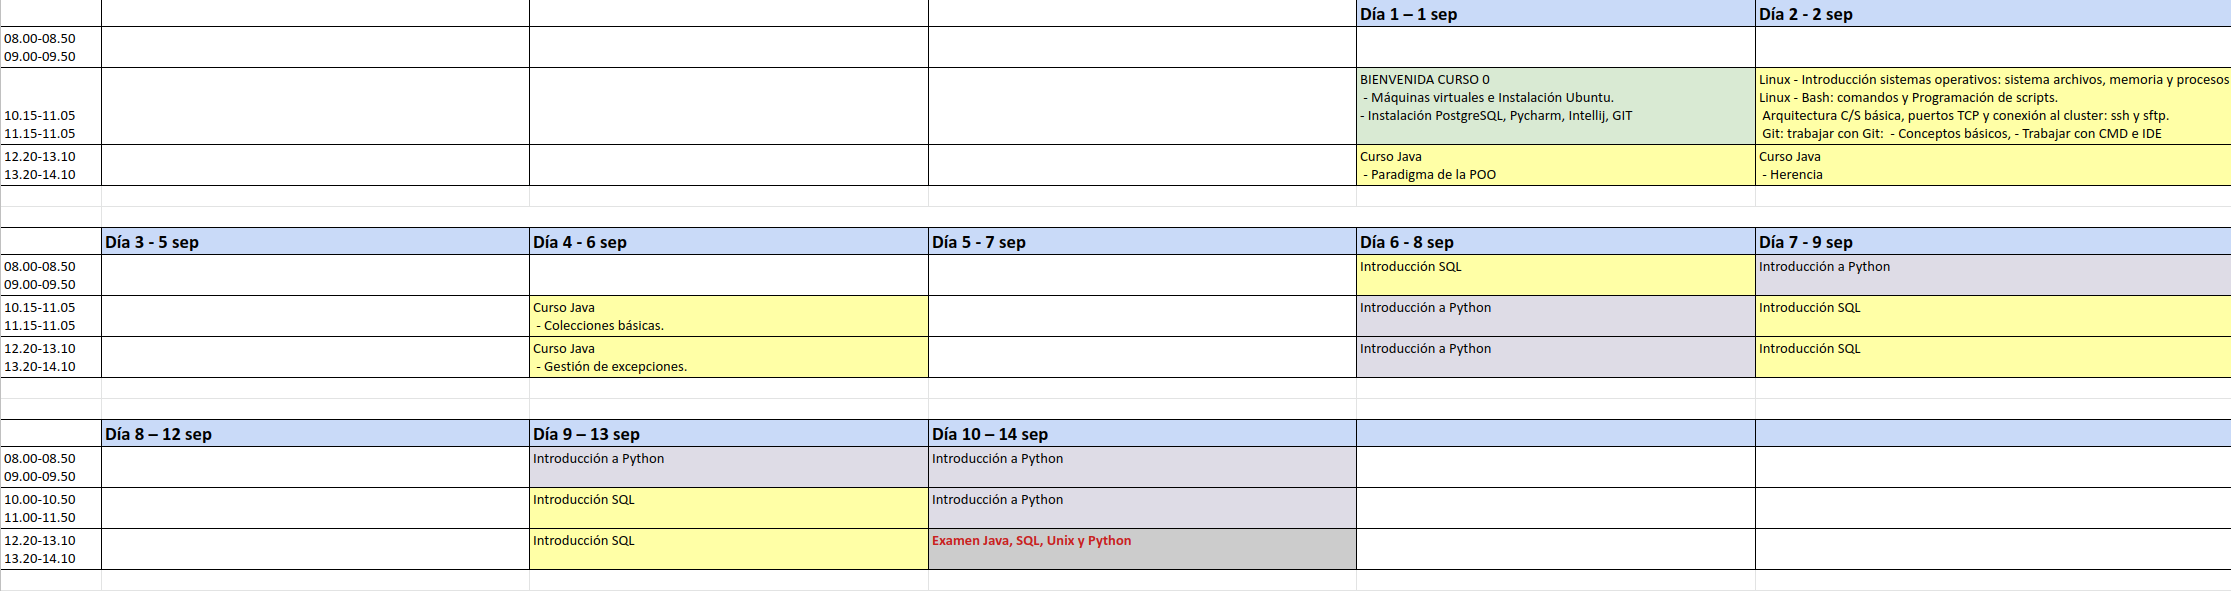 Día 1 – 1 sep
Día 2 - 2 sep
08.00-08.50
09.00-09.50
10.15-11.05
11.15-11.05
BIENVENIDA CURSO 0
- Máquinas virtuales e Instalación Ubuntu.
- Instalación PostgreSQL, Pycharm, Intellij, GIT
Linux - Introducción sistemas operativos: sistema archivos, memoria y procesos
Linux - Bash: comandos y Programación de scripts.
Arquitectura C/S básica, puertos TCP y conexión al cluster: ssh y sftp.
Git: trabajar con Git:  - Conceptos básicos, - Trabajar con CMD e IDE
12.20-13.10
13.20-14.10
Curso Java
- Paradigma de la POO
Curso Java
- Herencia
Día 3 - 5 sep
Día 4 - 6 sep
Día 5 - 7 sep
Día 6 - 8 sep
Día 7 - 9 sep
08.00-08.50
09.00-09.50
Introducción SQL
Introducción a Python
10.15-11.05
11.15-11.05
Curso Java
- Colecciones básicas.
Introducción a Python
Introducción SQL
12.20-13.10
13.20-14.10
Curso Java
- Gestión de excepciones.
Introducción a Python
Introducción SQL
Día 8 – 12 sep
Día 9 – 13 sep
Día 10 – 14 sep
08.00-08.50
09.00-09.50
Introducción a Python
Introducción a Python
10.00-10.50
11.00-11.50
Introducción SQL
Introducción a Python
12.20-13.10
13.20-14.10
Introducción SQL
Examen Java, SQL, Unix y Python